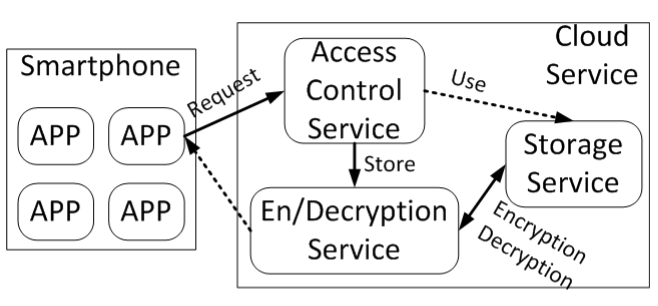 Smartphone
APP
APP
APP
APP
Request
Cloud
Service
Access
Control
Service
Use
Storage
Service
Store
En/Decryption
Service
Encryption
Decryption